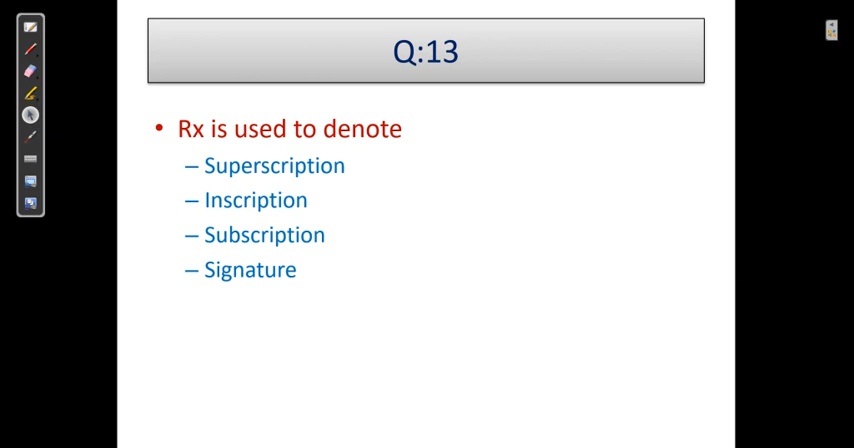 Q:13
• Rx is used to denote
– Superscription
– Inscription
– Subscription
– Signature